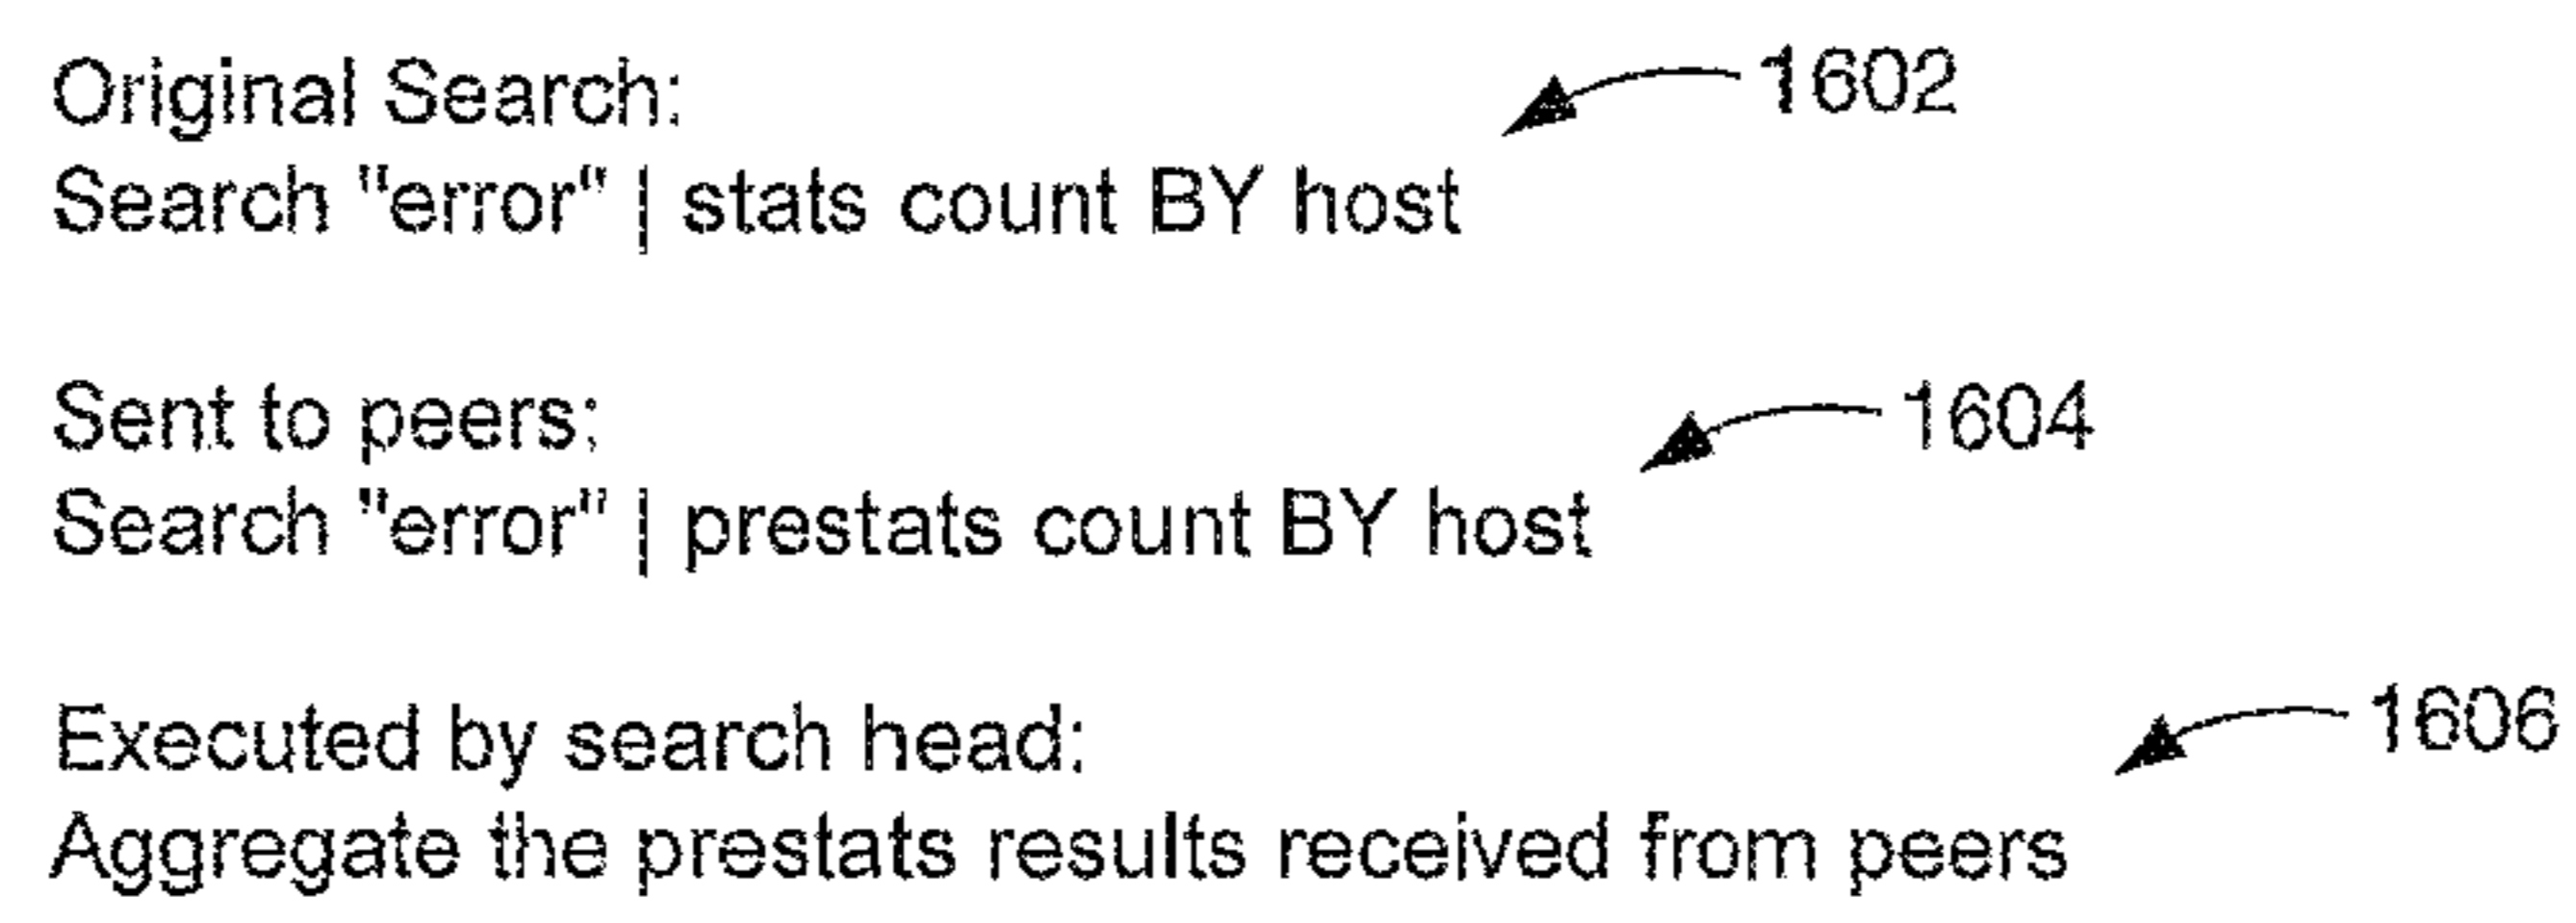 Original Search:
1602
Search "error" | stats count BY host
Sent to peers:
1604
Search "error" | prestats count BY host
Executed by search head:
1606
Aggregate the prestats results received from peers